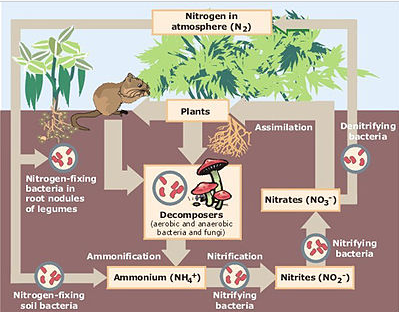 Nitrogen in
atmosphere (N₂)
Plants
Assimilation
Denitrifying
bacteria
Nitrogen-fixing
bacteria in
root nodules
of legumes
Decomposers
(aerobic and anaerobic
bacteria and fungi)
Nitrates (NO₃⁻)
Ammonification
Nitrification
Nitrifying
bacteria
Ammonium (NH₄⁺)
Nitrites (NO₂⁻)
Nitrogen-fixing
soil bacteria
Nitrifying
bacteria